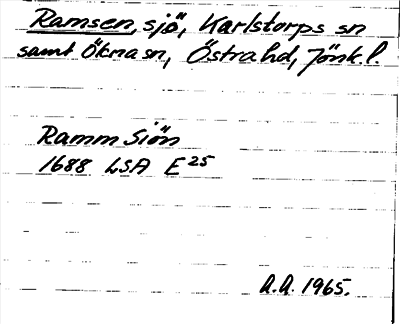 Ramsen, sjö, Karlstorps sn
samt Ökna sn, Östra hd, Jönk.l.
Ramm Siön
1688 LSA E25
A.A. 1965.